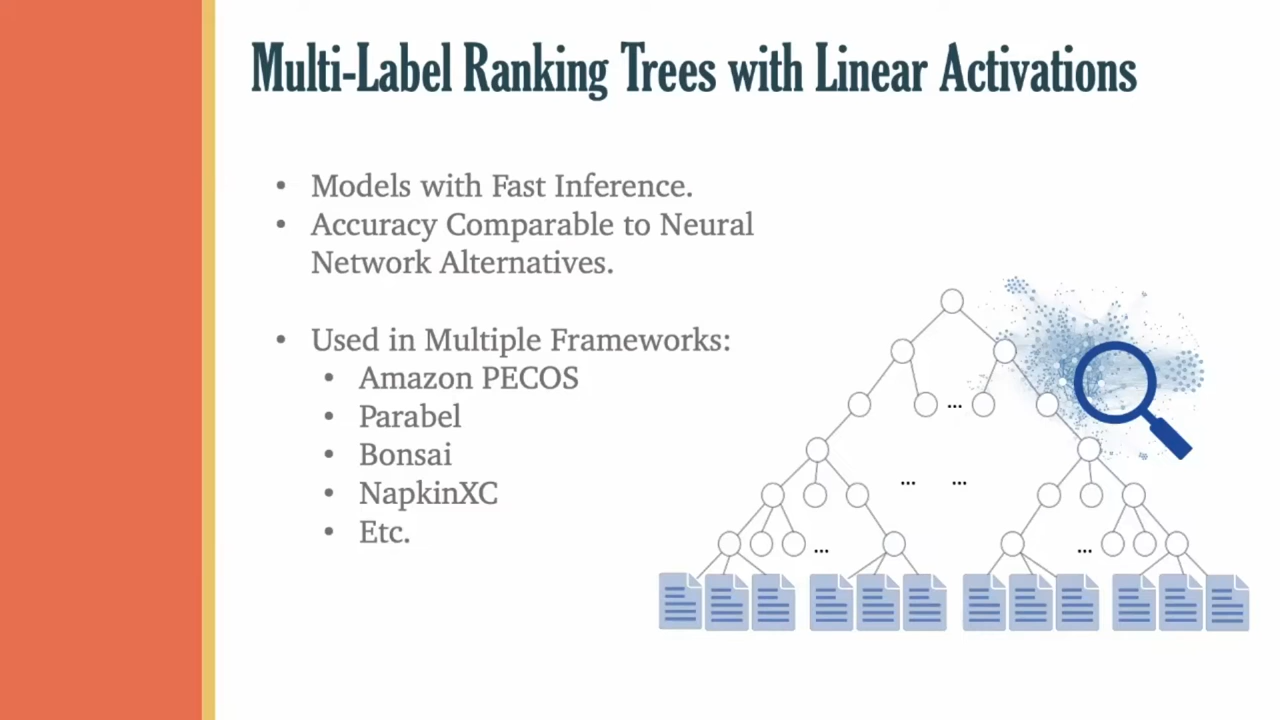 Multi-Label Ranking Trees with Linear Activations
• Models with Fast Inference.
• Accuracy Comparable to Neural
Network Alternatives.
• Used in Multiple Frameworks:
• Amazon PECOS
• Parabel
• Bonsai
• NapkinXC
• Etc.
...
... ...
... ...